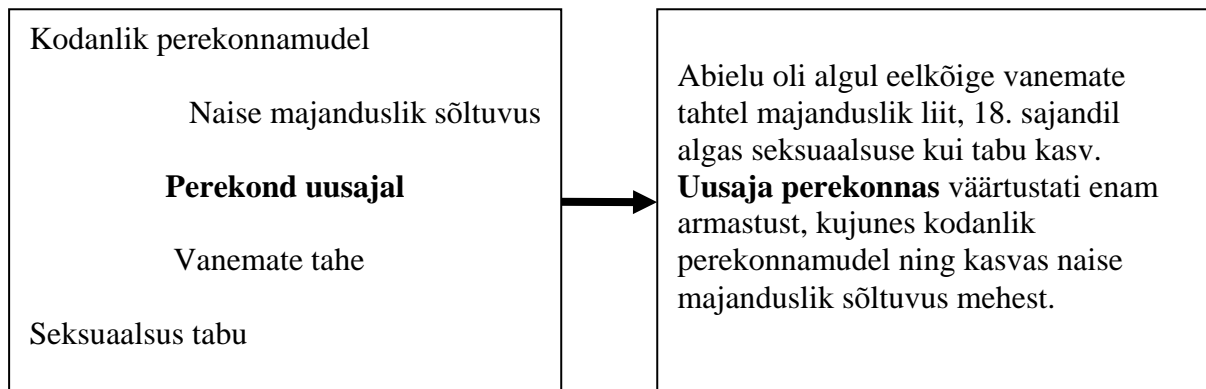 Kodanlik perekonnamudel
Naise majanduslik sõltuvus
Perekond uusajal
Vanemate tahe
Seksuaalsus tabu
Abielu oli algul eelkõige vanemate
tahtel majanduslik liit, 18. sajandil
algas seksuaalsuse kui tabu kasv.
Uusaja perekonnas väärtustati enam
armastust, kujunes kodanlik
perekonnamudel ning kasvas naise
majanduslik sõltuvus mehest.